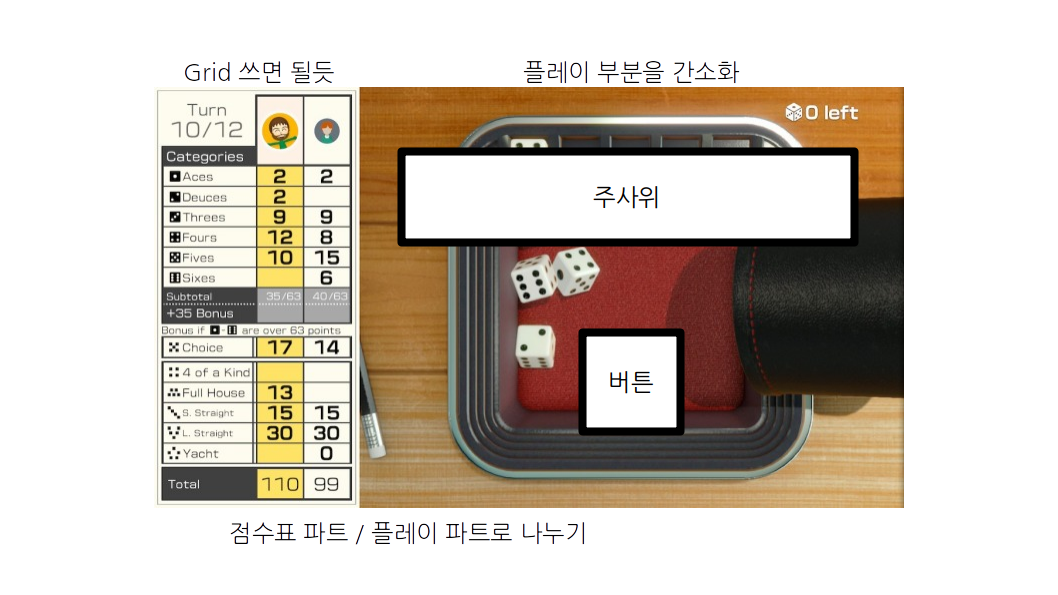 Grid 쓰면 될듯
플레이 부분을 간소화
Turn
10/12
Categories
Aces 2 2
Deuces 2
Threes 9 9
Fours 12 8
Fives 10 15
Sixes 6
Subtotal 35/63 40/63
+35 Bonus
Bonus if - are over 63 points
Choice 17 14
4 of a Kind
Full House 13
S. Straight 15 15
L. Straight 30 30
Yacht 0
Total 110 99
0 left
주사위
버튼
점수표 파트 / 플레이 파트로 나누기